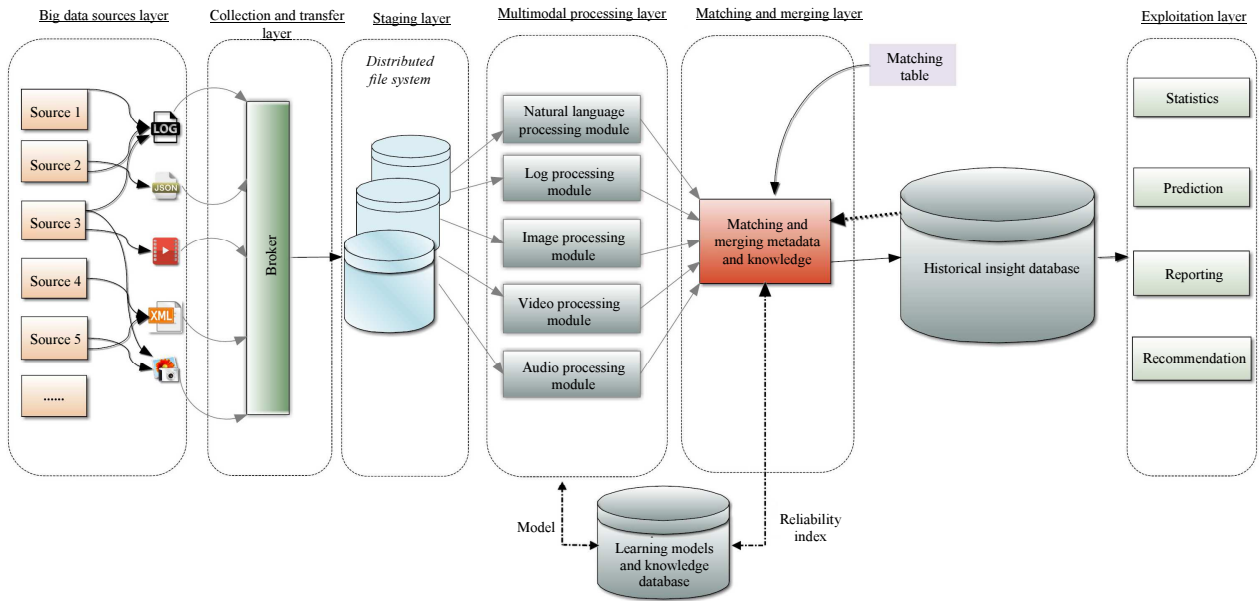 Big data sources layer
Collection and transfer
layer
Staging layer
Multimodal processing layer
Matching and merging layer
Exploitation layer
Source 1
Source 2
Source 3
Source 4
Source 5
......
LOG
JSON
XML
Broker
Distributed
file system
Natural language
processing module
Log processing
module
Image processing
module
Video processing
module
Audio processing
module
Matching
table
Matching and
merging metadata
and knowledge
Historical insight database
Statistics
Prediction
Reporting
Recommendation
Model
Learning models
and knowledge
database
Reliability
index